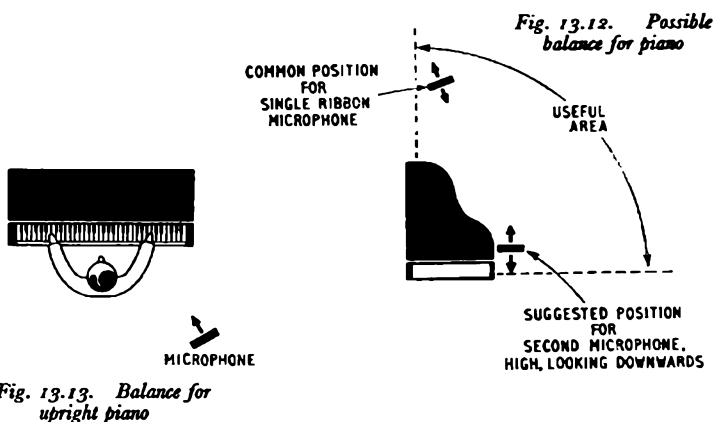 Fig. 13.12. Possible
balance for piano
COMMON POSITION
FOR
SINGLE RIBBON
MICROPHONE
USEFUL
AREA
SUGGESTED POSITION
FOR
SECOND MICROPHONE,
HIGH, LOOKING DOWNWARDS
MICROPHONE
Fig. 13.13. Balance for
upright piano